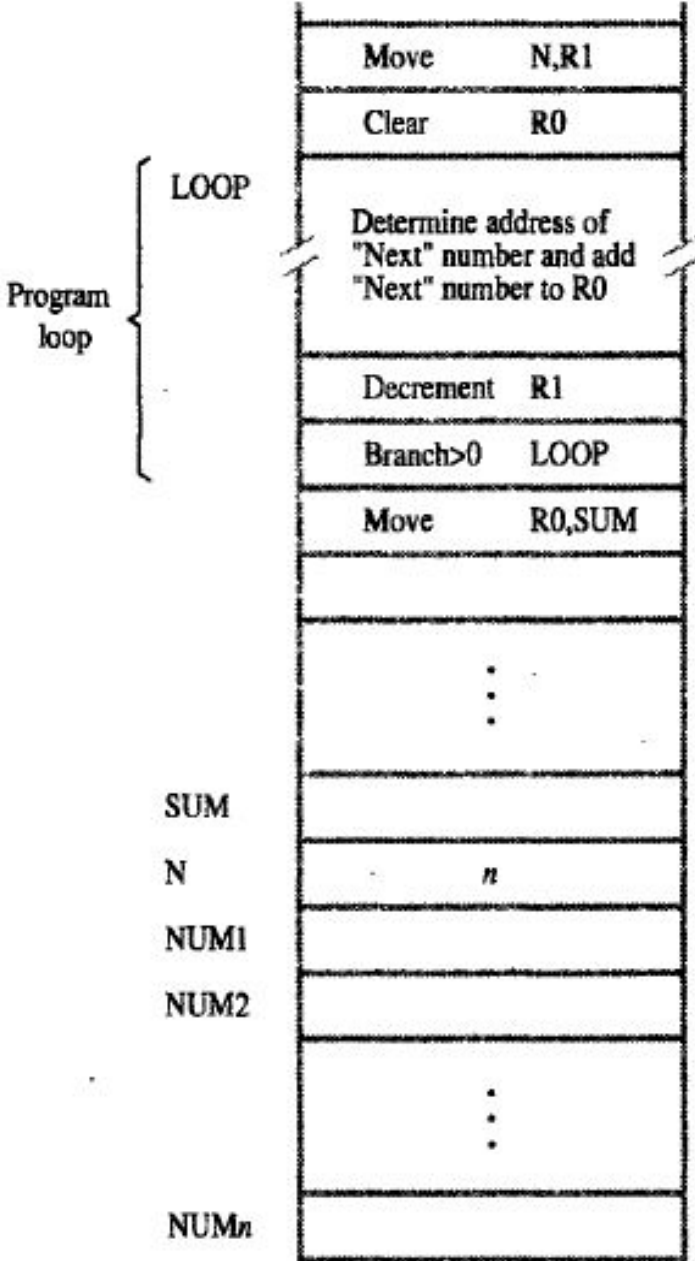 Move N,R1
Clear R0
LOOP
Determine address of
"Next" number and add
"Next" number to R0
Program
loop
Decrement R1
Branch>0 LOOP
Move R0,SUM
SUM
N n
NUM1
NUM2
NUMn